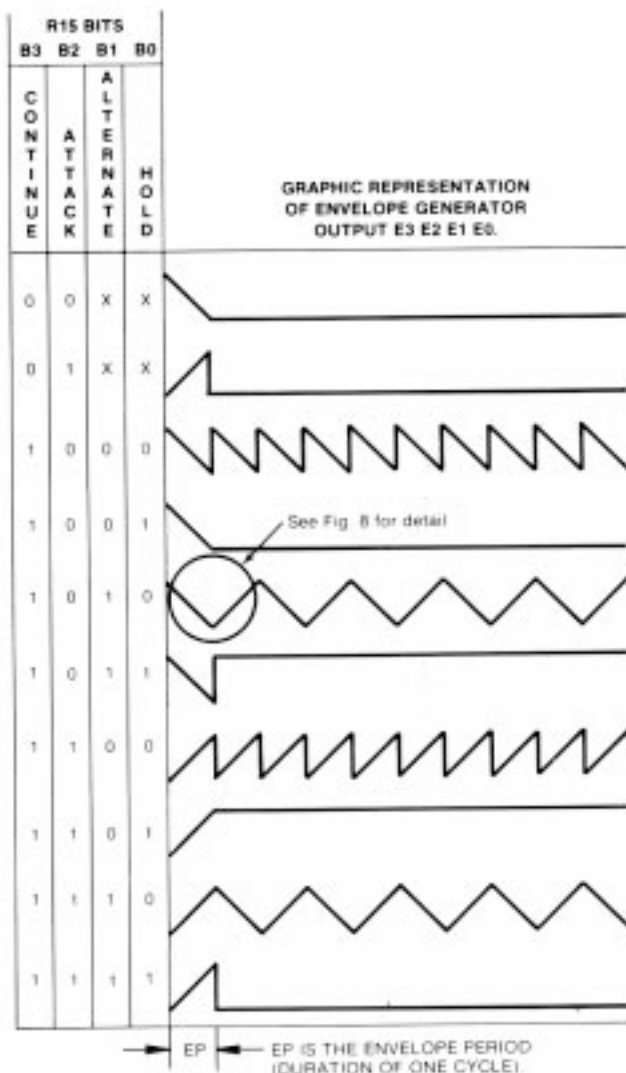 R15 BITS
B3 B2 B1 B0
CONTINUE
ATTACK
ALTERNATE
HOLD
GRAPHIC REPRESENTATION
OF ENVELOPE GENERATOR
OUTPUT E3 E2 E1 E0.
0 0 X X
0 1 X X
1 0 0 0
1 0 0 1
See Fig. 8 for detail
1 0 1 0
1 0 1 1
1 1 0 0
1 1 0 1
1 1 1 0
1 1 1 1
EP
EP IS THE ENVELOPE PERIOD
(DURATION OF ONE CYCLE)